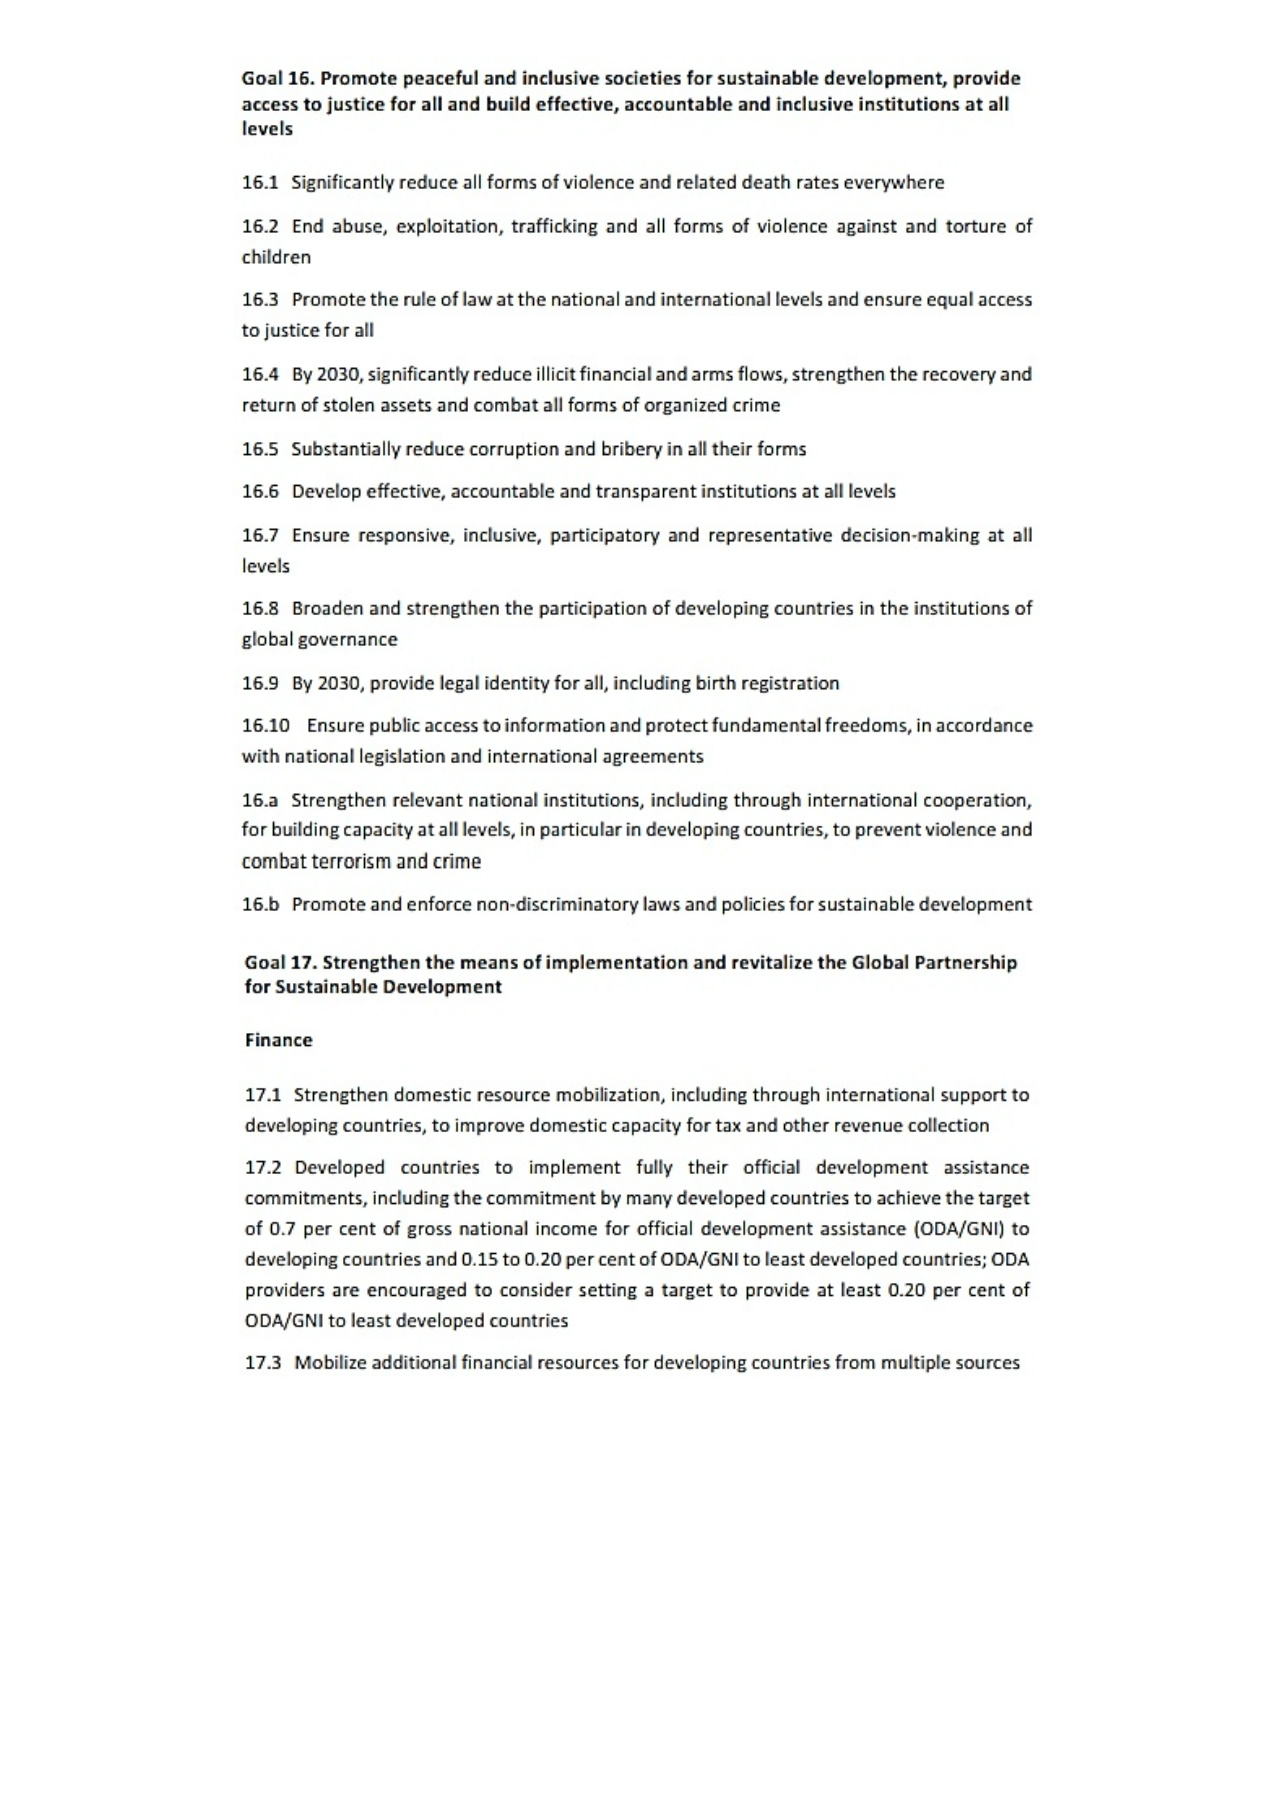 Goal 16. Promote peaceful and inclusive societies for sustainable development, provide
access to justice for all and build effective, accountable and inclusive institutions at all
levels
16.1 Significantly reduce all forms of violence and related death rates everywhere
16.2 End abuse, exploitation, trafficking and all forms of violence against and torture of
children
16.3 Promote the rule of law at the national and international levels and ensure equal access
to justice for all
16.4 By 2030, significantly reduce illicit financial and arms flows, strengthen the recovery and
return of stolen assets and combat all forms of organized crime
16.5 Substantially reduce corruption and bribery in all their forms
16.6 Develop effective, accountable and transparent institutions at all levels
16.7 Ensure responsive, inclusive, participatory and representative decision-making at all
levels
16.8 Broaden and strengthen the participation of developing countries in the institutions of
global governance
16.9 By 2030, provide legal identity for all, including birth registration
16.10 Ensure public access to information and protect fundamental freedoms, in accordance
with national legislation and international agreements
16.a Strengthen relevant national institutions, including through international cooperation,
for building capacity at all levels, in particular in developing countries, to prevent violence and
combat terrorism and crime
16.b Promote and enforce non-discriminatory laws and policies for sustainable development
Goal 17. Strengthen the means of implementation and revitalize the Global Partnership
for Sustainable Development
Finance
17.1 Strengthen domestic resource mobilization, including through international support to
developing countries, to improve domestic capacity for tax and other revenue collection
17.2 Developed countries to implement fully their official development assistance
commitments, including the commitment by many developed countries to achieve the target
of 0.7 per cent of gross national income for official development assistance (ODA/GNI) to
developing countries and 0.15 to 0.20 per cent of ODA/GNI to least developed countries; ODA
providers are encouraged to consider setting a target to provide at least 0.20 per cent of
ODA/GNI to least developed countries
17.3 Mobilize additional financial resources for developing countries from multiple sources